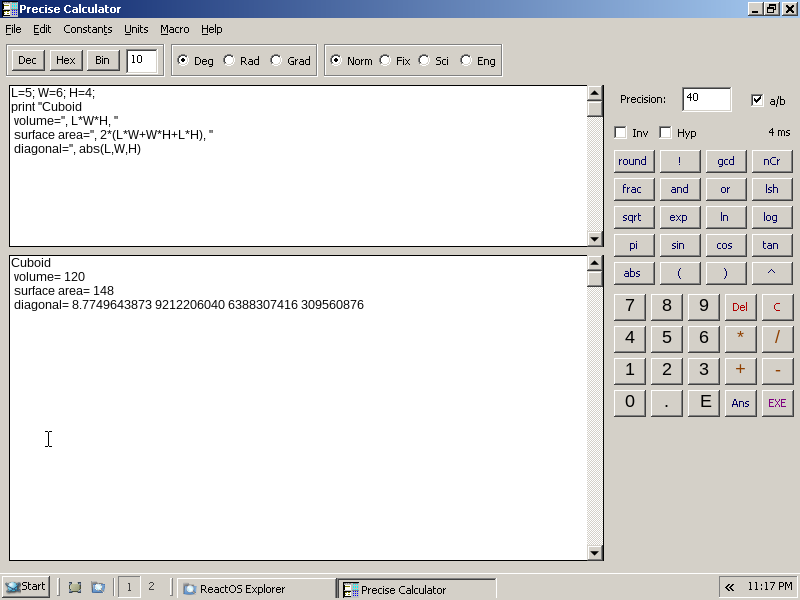 Precise Calculator
File Edit Constants Units Macro Help
Dec Hex Bin 10 Deg Rad Grad Norm Fix Sci Eng
L=5; W=6; H=4;
print "Cuboid
volume=", L*W*H, "
surface area=", 2*(L*W+W*H+L*H), "
diagonal=", abs(L,W,H)
Cuboid
volume= 120
surface area= 148
diagonal= 8.7749643873 9212206040 6388307416 309560876
Precision: 40 a/b
Inv Hyp 4 ms
round ! gcd nCr
frac and or lsh
sqrt exp ln log
pi sin cos tan
abs ( ) ^
7 8 9 Del C
4 5 6 * /
1 2 3 + -
0 . E Ans EXE
Start 1 2 ReactOS Explorer Precise Calculator « 11:17 PM